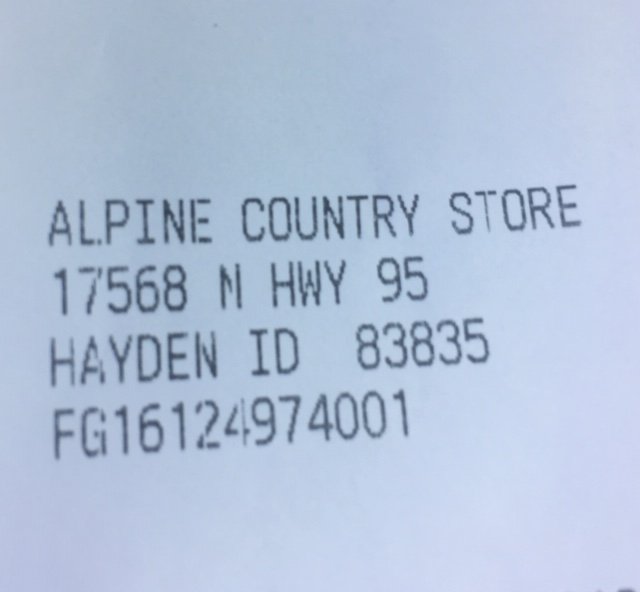 ALPINE COUNTRY STORE
17568 N HWY 95
HAYDEN ID 83835
FG16124974001